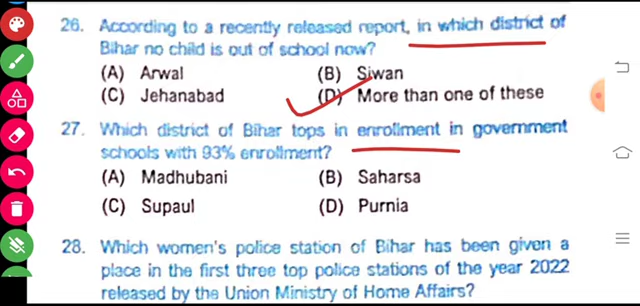 26. According to a recently released report, in which district of
Bihar no child is out of school now?
(A) Arwal (B) Siwan
(C) Jehanabad (D) More than one of these
27. Which district of Bihar tops in enrollment in government
schools with 93% enrollment?
(A) Madhubani (B) Saharsa
(C) Supaul (D) Purnia
28. Which women's police station of Bihar has been given a
place in the first three top police stations of the year 2022
released by the Union Ministry of Home Affairs?